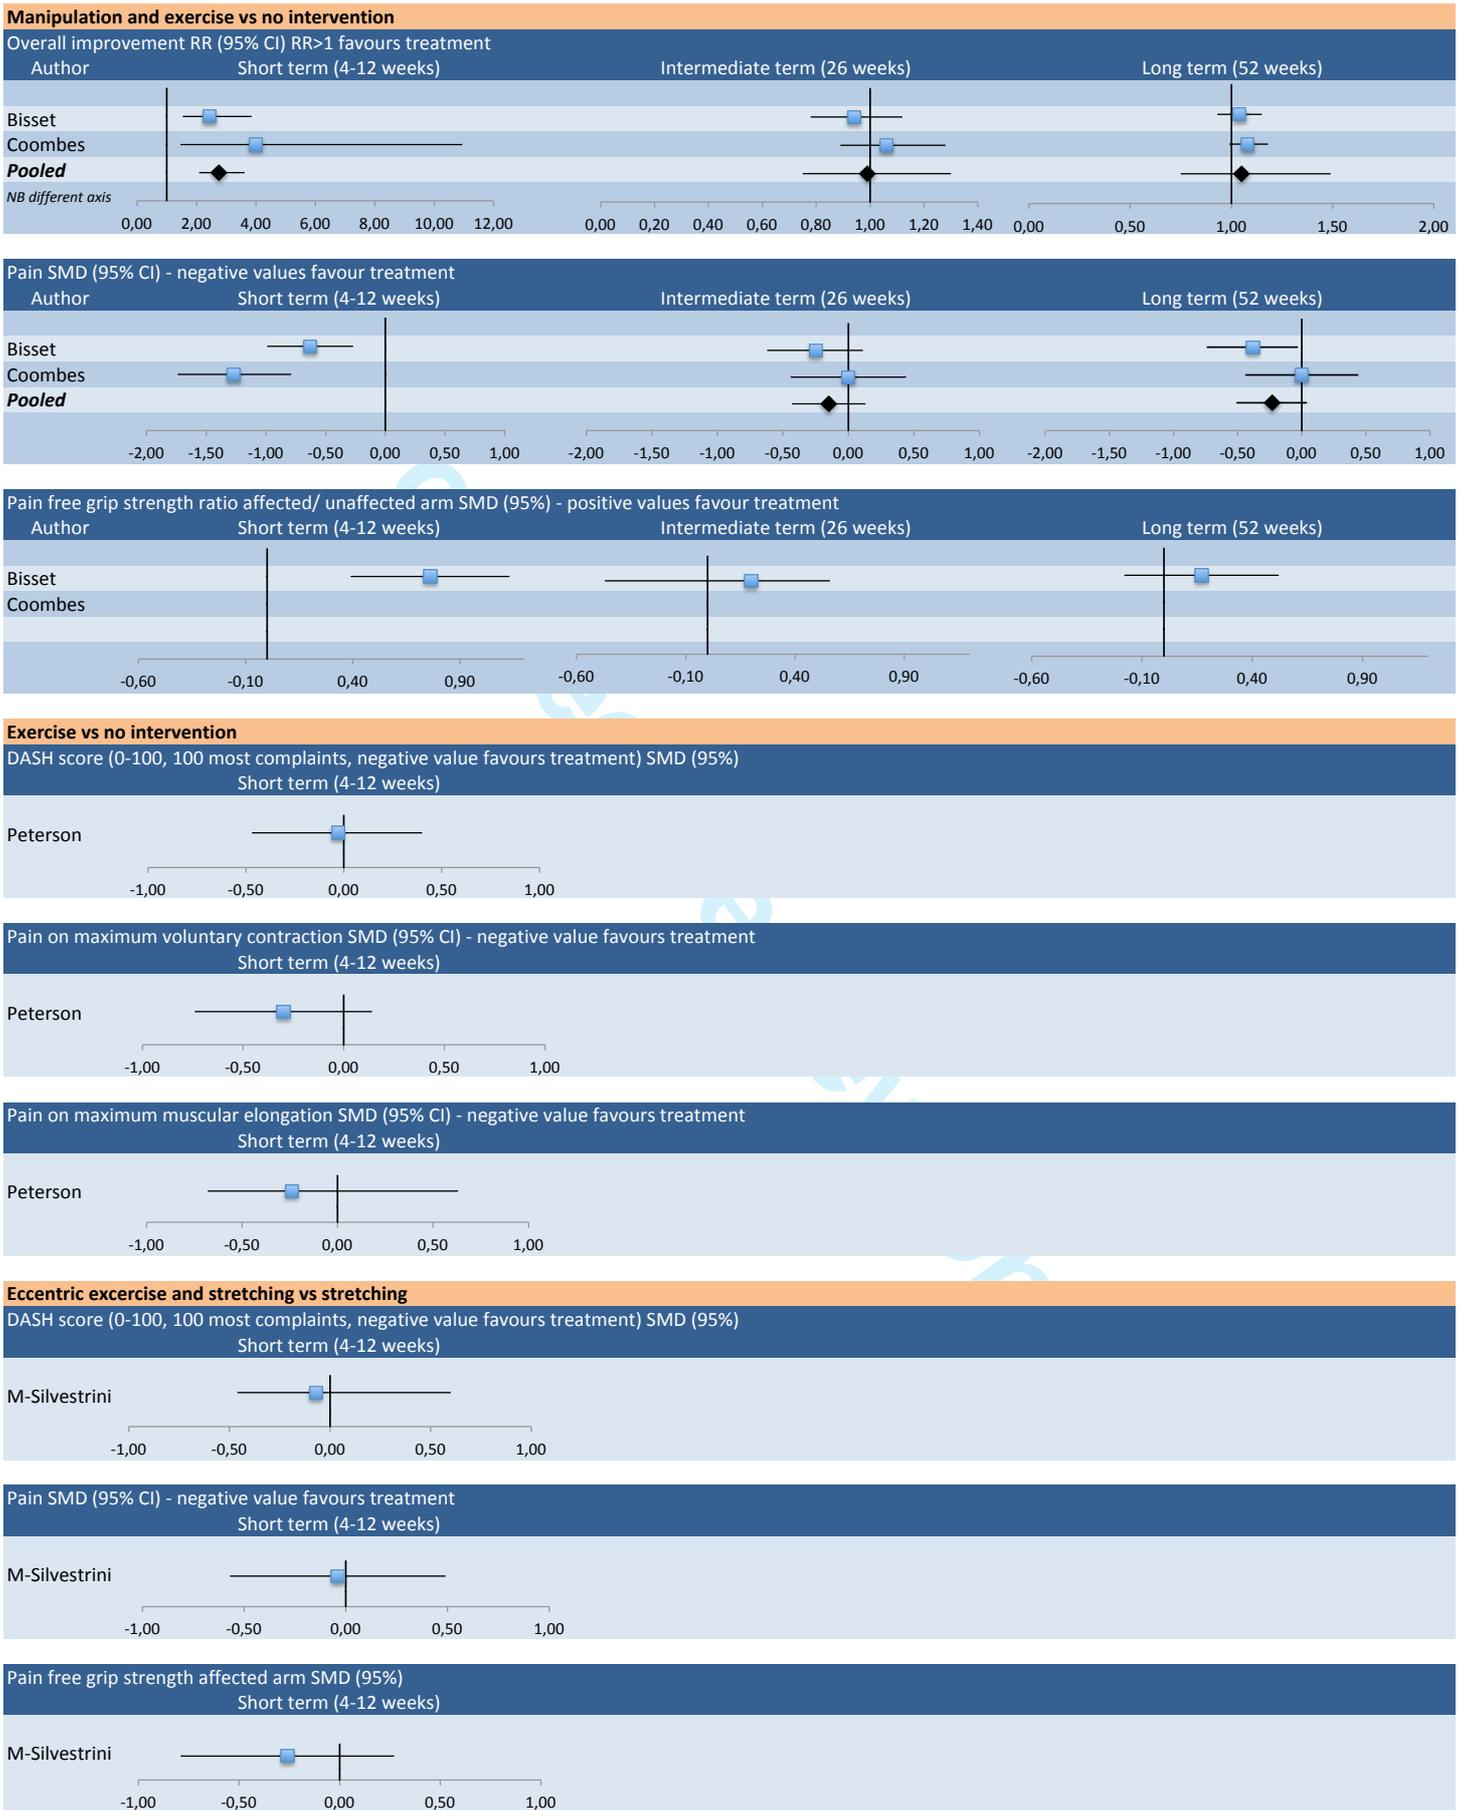 Manipulation and exercise vs no intervention
Overall improvement RR (95% CI) RR>1 favours treatment
Author Short term (4-12 weeks) Intermediate term (26 weeks) Long term (52 weeks)
Bisset
Coombes
Pooled
NB different axis
0,00 2,00 4,00 6,00 8,00 10,00 12,00 0,00 0,20 0,40 0,60 0,80 1,00 1,20 1,40 0,00 0,50 1,00 1,50 2,00
Pain SMD (95% CI) - negative values favour treatment
Author Short term (4-12 weeks) Intermediate term (26 weeks) Long term (52 weeks)
Bisset
Coombes
Pooled
-2,00 -1,50 -1,00 -0,50 0,00 0,50 1,00 -2,00 -1,50 -1,00 -0,50 0,00 0,50 1,00 -2,00 -1,50 -1,00 -0,50 0,00 0,50 1,00
Pain free grip strength ratio affected/ unaffected arm SMD (95%) - positive values favour treatment
Author Short term (4-12 weeks) Intermediate term (26 weeks) Long term (52 weeks)
Bisset
Coombes
-0,60 -0,10 0,40 0,90 -0,60 -0,10 0,40 0,90 -0,60 -0,10 0,40 0,90
Exercise vs no intervention
DASH score (0-100, 100 most complaints, negative value favours treatment) SMD (95%)
Short term (4-12 weeks)
Peterson
-1,00 -0,50 0,00 0,50 1,00
Pain on maximum voluntary contraction SMD (95% CI) - negative value favours treatment
Short term (4-12 weeks)
Peterson
-1,00 -0,50 0,00 0,50 1,00
Pain on maximum muscular elongation SMD (95% CI) - negative value favours treatment
Short term (4-12 weeks)
Peterson
-1,00 -0,50 0,00 0,50 1,00
Eccentric excercise and stretching vs stretching
DASH score (0-100, 100 most complaints, negative value favours treatment) SMD (95%)
Short term (4-12 weeks)
M-Silvestrini
-1,00 -0,50 0,00 0,50 1,00
Pain SMD (95% CI) - negative value favours treatment
Short term (4-12 weeks)
M-Silvestrini
-1,00 -0,50 0,00 0,50 1,00
Pain free grip strength affected arm SMD (95%)
Short term (4-12 weeks)
M-Silvestrini
-1,00 -0,50 0,00 0,50 1,00